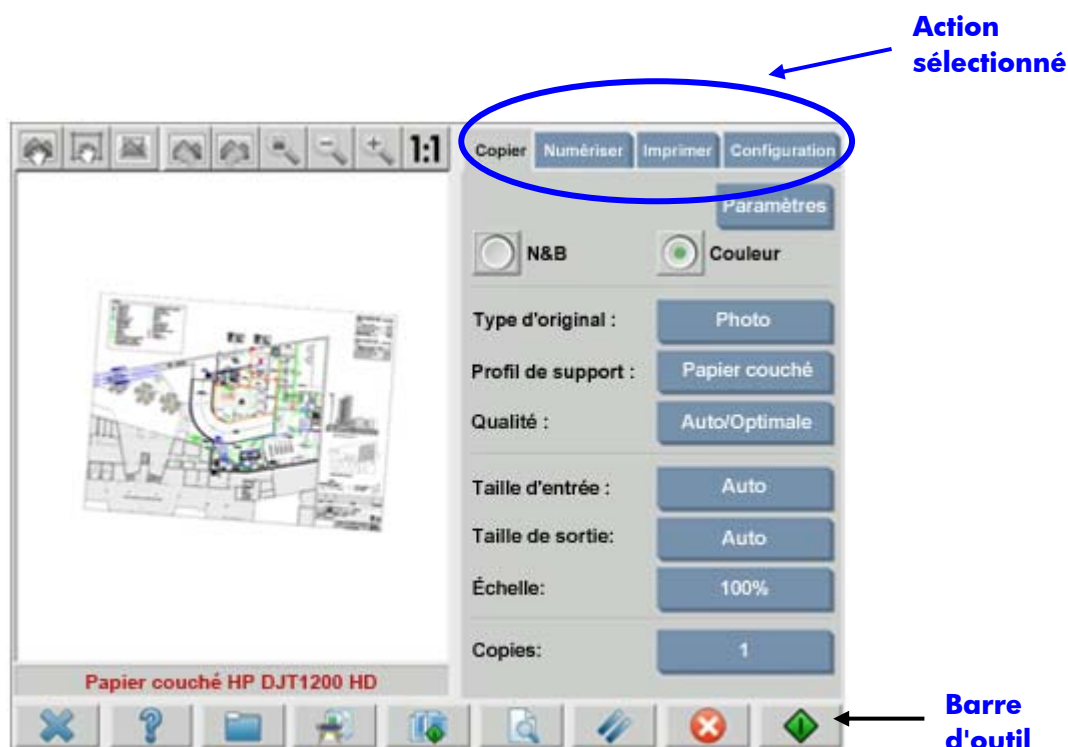 Action
sélectionné
1:1
Copier Numériser Imprimer Configuration
Paramètres
N&B Couleur
Type d'original : Photo
Profil de support : Papier couché
Qualité : Auto/Optimale
Taille d'entrée : Auto
Taille de sortie: Auto
Échelle: 100%
Copies: 1
Papier couché HP DJT1200 HD
Barre
d'outil